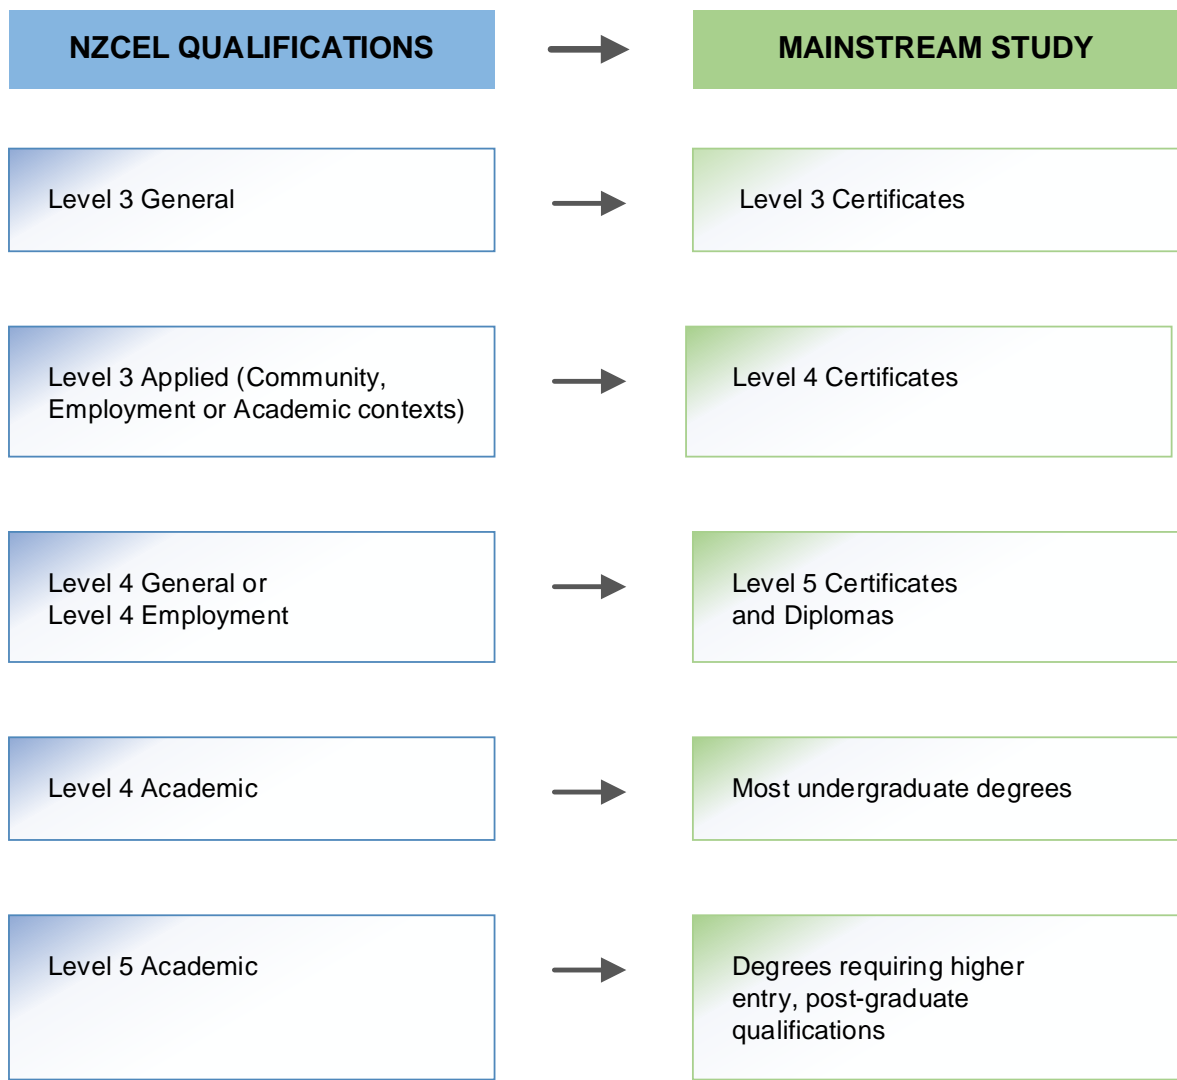 NZCEL QUALIFICATIONS
MAINSTREAM STUDY
Level 3 General
Level 3 Certificates
Level 3 Applied (Community,
Employment or Academic contexts)
Level 4 Certificates
Level 4 General or
Level 4 Employment
Level 5 Certificates
and Diplomas
Level 4 Academic
Most undergraduate degrees
Level 5 Academic
Degrees requiring higher
entry, post-graduate
qualifications